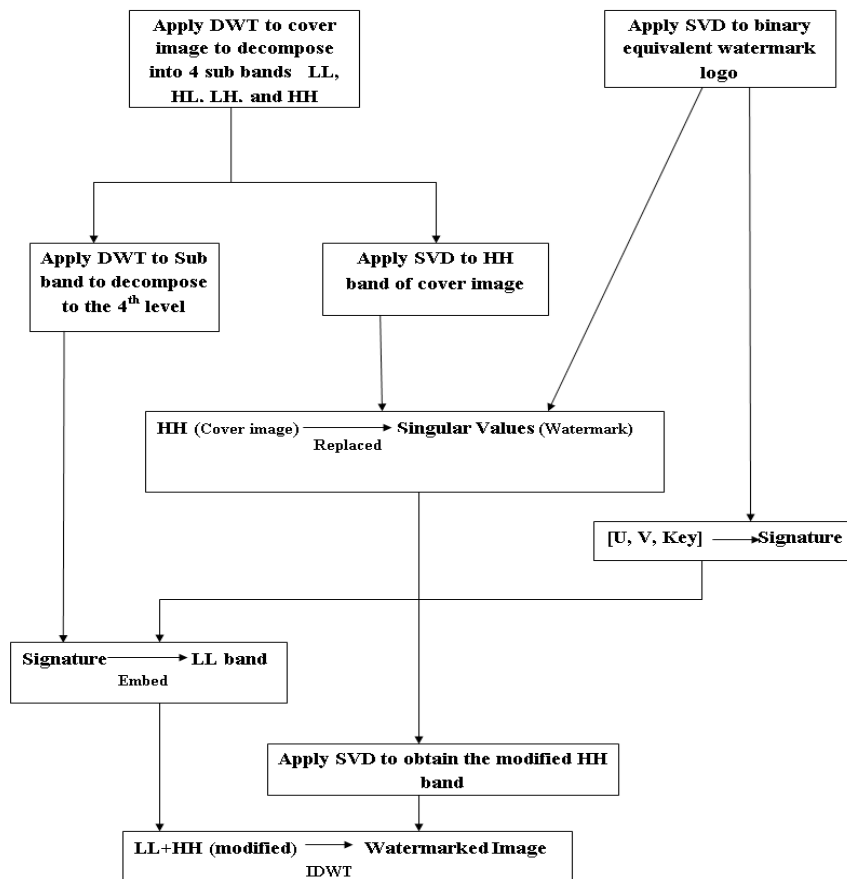 Apply DWT to cover
image to decompose
into 4 sub bands LL,
HL, LH, and HH
Apply SVD to binary
equivalent watermark
logo
Apply DWT to Sub
band to decompose
to the 4th level
Apply SVD to HH
band of cover image
HH (Cover image) Singular Values (Watermark)
Replaced
[U, V, Key] Signature
Signature LL band
Embed
Apply SVD to obtain the modified HH
band
LL+HH (modified) Watermarked Image
IDWT